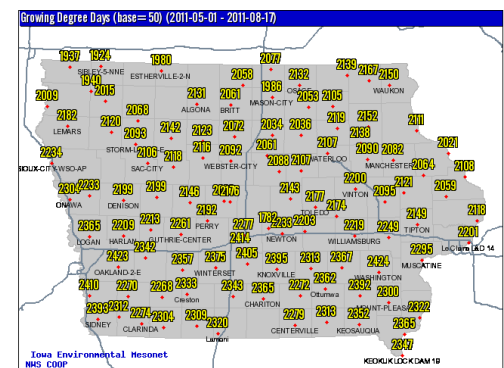 Growing Degree Days (base= 50) (2011-05-01 - 2011-08-17)
1937 1924 1980 2077 2139
SIBLEY-5-NNE ESTHERVILLE-2-N 2058 2132 2167 2150
1940 2131 2061 1986 WAUKON
2009 2015 ALGONA BRITT MASON-CITY 2053 2105
2182 2120 2068 2142 2123 2072 2034 2036 2119 2152 2111
LEMARS 2093 2138
2234 2106 2118 2116 2092 2061 2090 2082 2021
SIOUX-CITY-WSO-AP SAC-CITY WEBSTER-CITY 2088 2107 WATERLOO MANCHESTER 2064 2108
2304 2233 2199 2199 2146 2176 2143 2200 2095 2121 2059
ONAWA DENISON 2177 VINTON
2365 2209 2213 2261 2192 2277 1782 2233 2203 2174 2219 2249 2149 2118
LOGAN HARLAN GUTHRIE-CENTER PERRY NEWTON TOLEDO WILLIAMSBURG TIPTON 2201
2342 2414 Le Claire L&D 14
2423 2357 2375 2405 2395 2313 2367 2424 2295
OAKLAND-2-E WINTERSET KNOXVILLE WASHINGTON MUSCATINE
2410 2270 2268 2333 2343 2365 2272 2362 2392 2300
Creston CHARITON Ottumwa MOUNT-PLEASANT
2393 2312 2274 2304 2309 2320 2279 2313 2352 2322
SIDNEY CLARINDA Lamoni CENTERVILLE KEOSAUQUA 2365
2347
KEOKUK LOCK DAM 19
Iowa Environmental Mesonet
NWS COOP